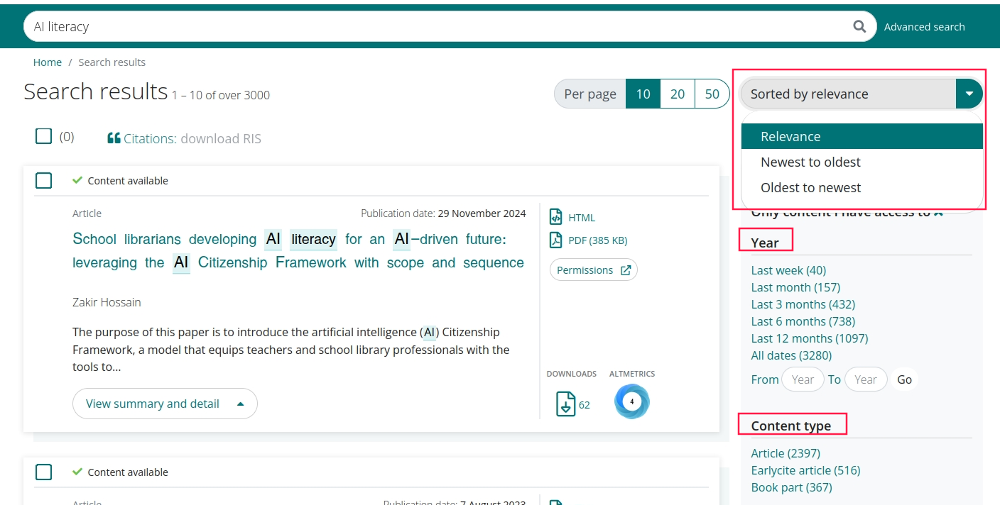 AI literacy
Advanced search
Home / Search results
Search results 1 – 10 of over 3000
Per page 10 20 50
Sorted by relevance
Relevance
Newest to oldest
Oldest to newest
(0)
Citations: download RIS
Content available
Article
Publication date: 29 November 2024
School librarians developing AI literacy for an AI–driven future:
leveraging the AI Citizenship Framework with scope and sequence
Zakir Hossain
The purpose of this paper is to introduce the artificial intelligence (AI) Citizenship
Framework, a model that equips teachers and school library professionals with the
tools to…
View summary and detail
HTML
PDF (385 KB)
Permissions
DOWNLOADS
62
ALTMETRICS
4
Only content I have access to
Year
Last week (40)
Last month (157)
Last 3 months (432)
Last 6 months (738)
Last 12 months (1097)
All dates (3280)
From Year To Year Go
Content type
Article (2397)
Earlycite article (516)
Book part (367)
Content available
Article
Publication date: 7 August 2023